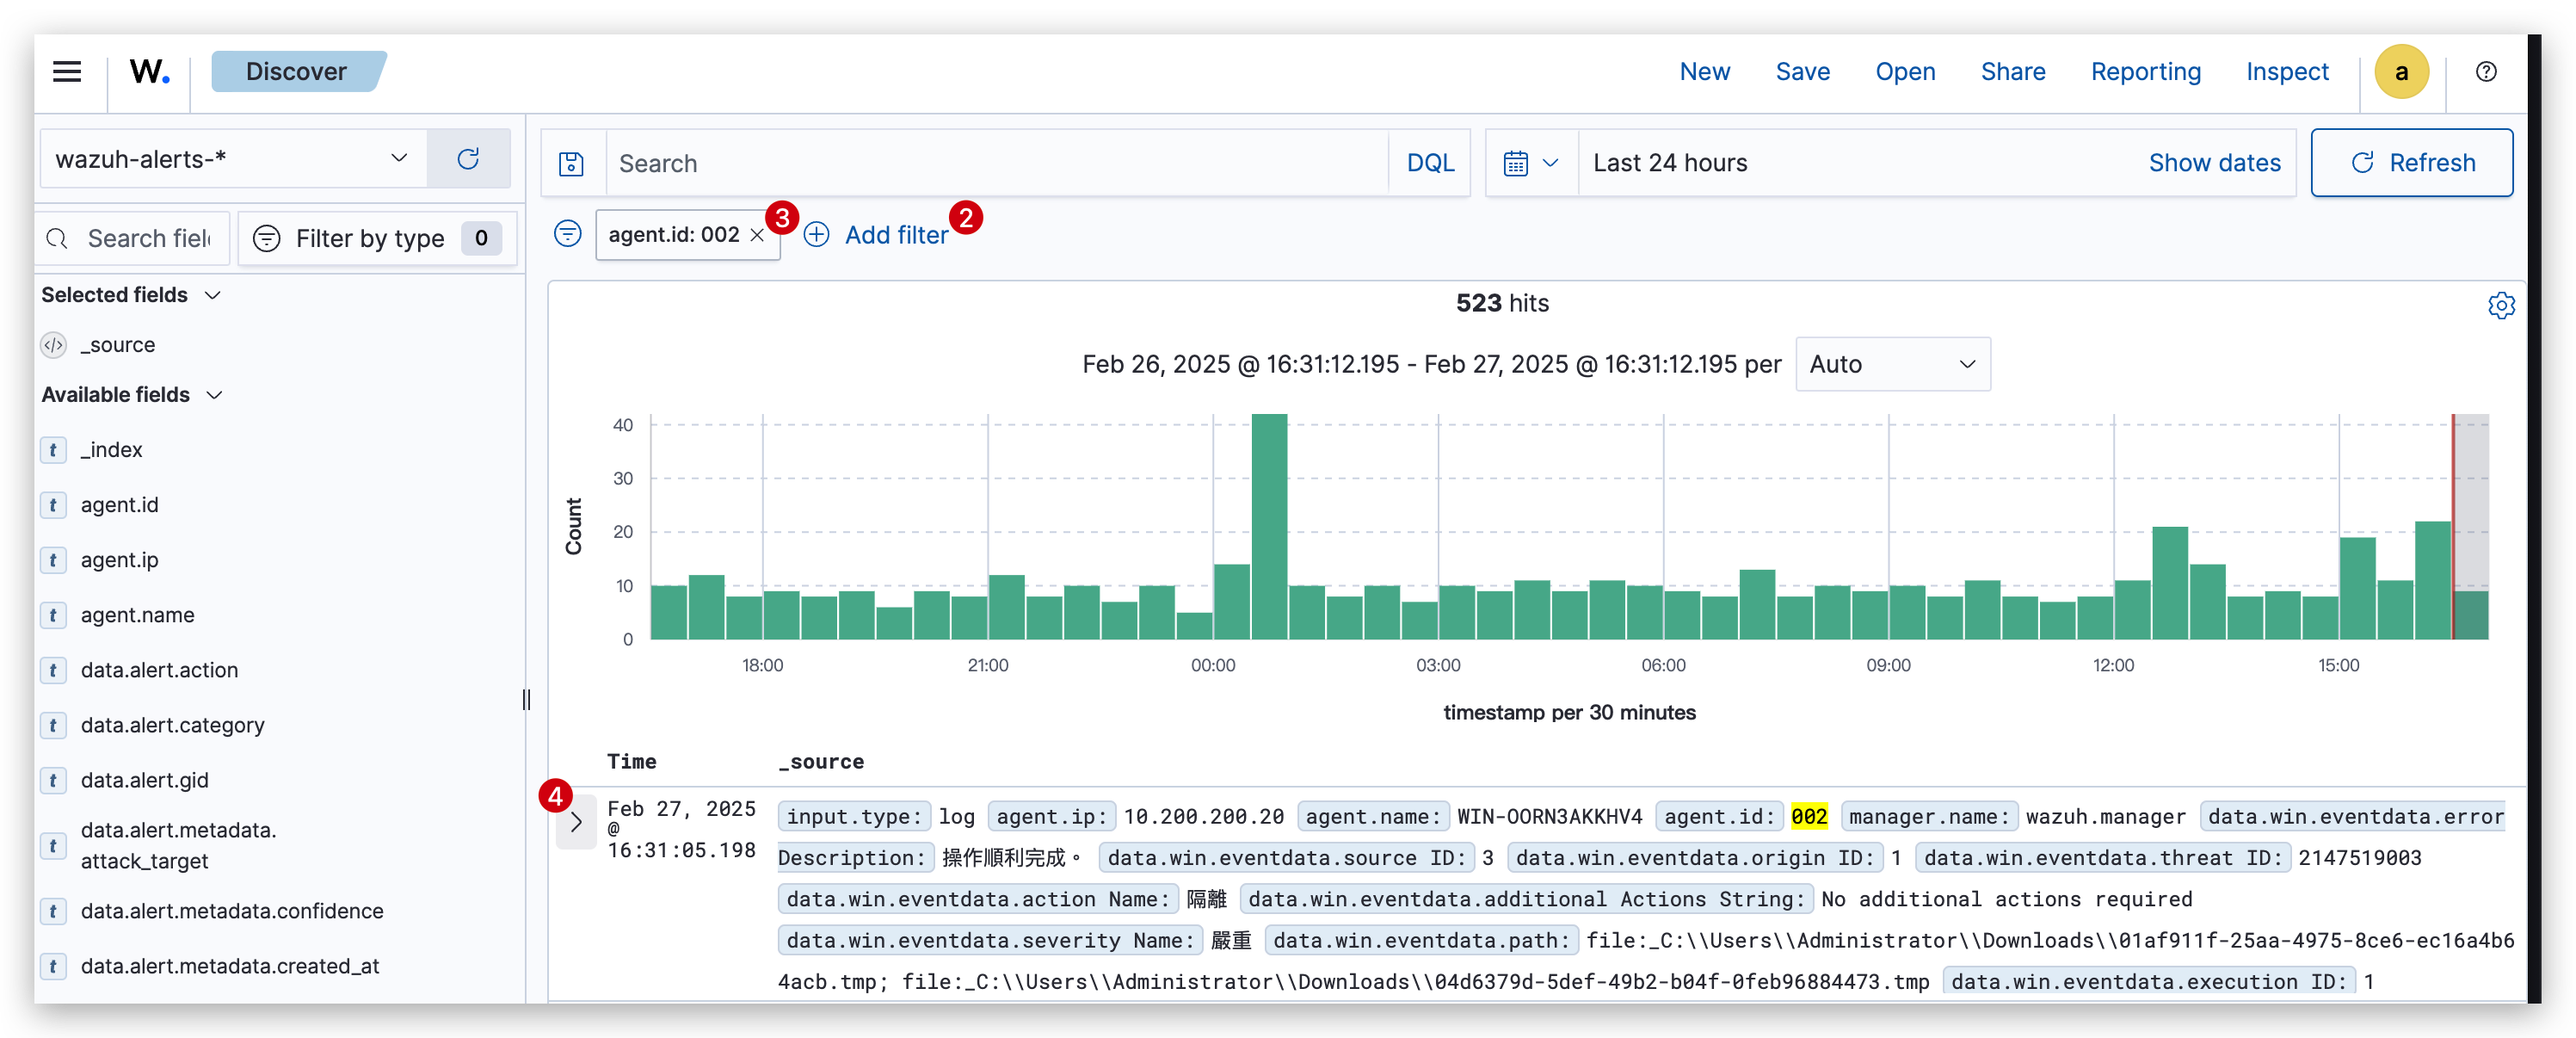 W.
Discover
New
Save
Open
Share
Reporting
Inspect
a
wazuh-alerts-*
Search
DQL
Last 24 hours
Show dates
Refresh
Filter by type 0
agent.id: 002 ×
3
Add filter
2
Selected fields
_source
Available fields
t _index
t agent.id
t agent.ip
t agent.name
t data.alert.action
t data.alert.category
t data.alert.gid
t data.alert.metadata.
attack_target
t data.alert.metadata.confidence
t data.alert.metadata.created_at
523 hits
Feb 26, 2025 @ 16:31:12.195 - Feb 27, 2025 @ 16:31:12.195 per
Auto
Count
40
30
20
10
0
18:00
21:00
00:00
03:00
06:00
09:00
12:00
15:00
timestamp per 30 minutes
Time
_source
4
Feb 27, 2025
@
16:31:05.198
input.type: log agent.ip: 10.200.200.20 agent.name: WIN-OORN3AKKHV4 agent.id: 002 manager.name: wazuh.manager data.win.eventdata.error
Description: 操作順利完成。 data.win.eventdata.source ID: 3 data.win.eventdata.origin ID: 1 data.win.eventdata.threat ID: 2147519003
data.win.eventdata.action Name: 隔離 data.win.eventdata.additional Actions String: No additional actions required
data.win.eventdata.severity Name: 嚴重 data.win.eventdata.path: file:_C:\\Users\\Administrator\\Downloads\\01af911f-25aa-4975-8ce6-ec16a4b6
4acb.tmp; file:_C:\\Users\\Administrator\\Downloads\\04d6379d-5def-49b2-b04f-0feb96884473.tmp data.win.eventdata.execution ID: 1